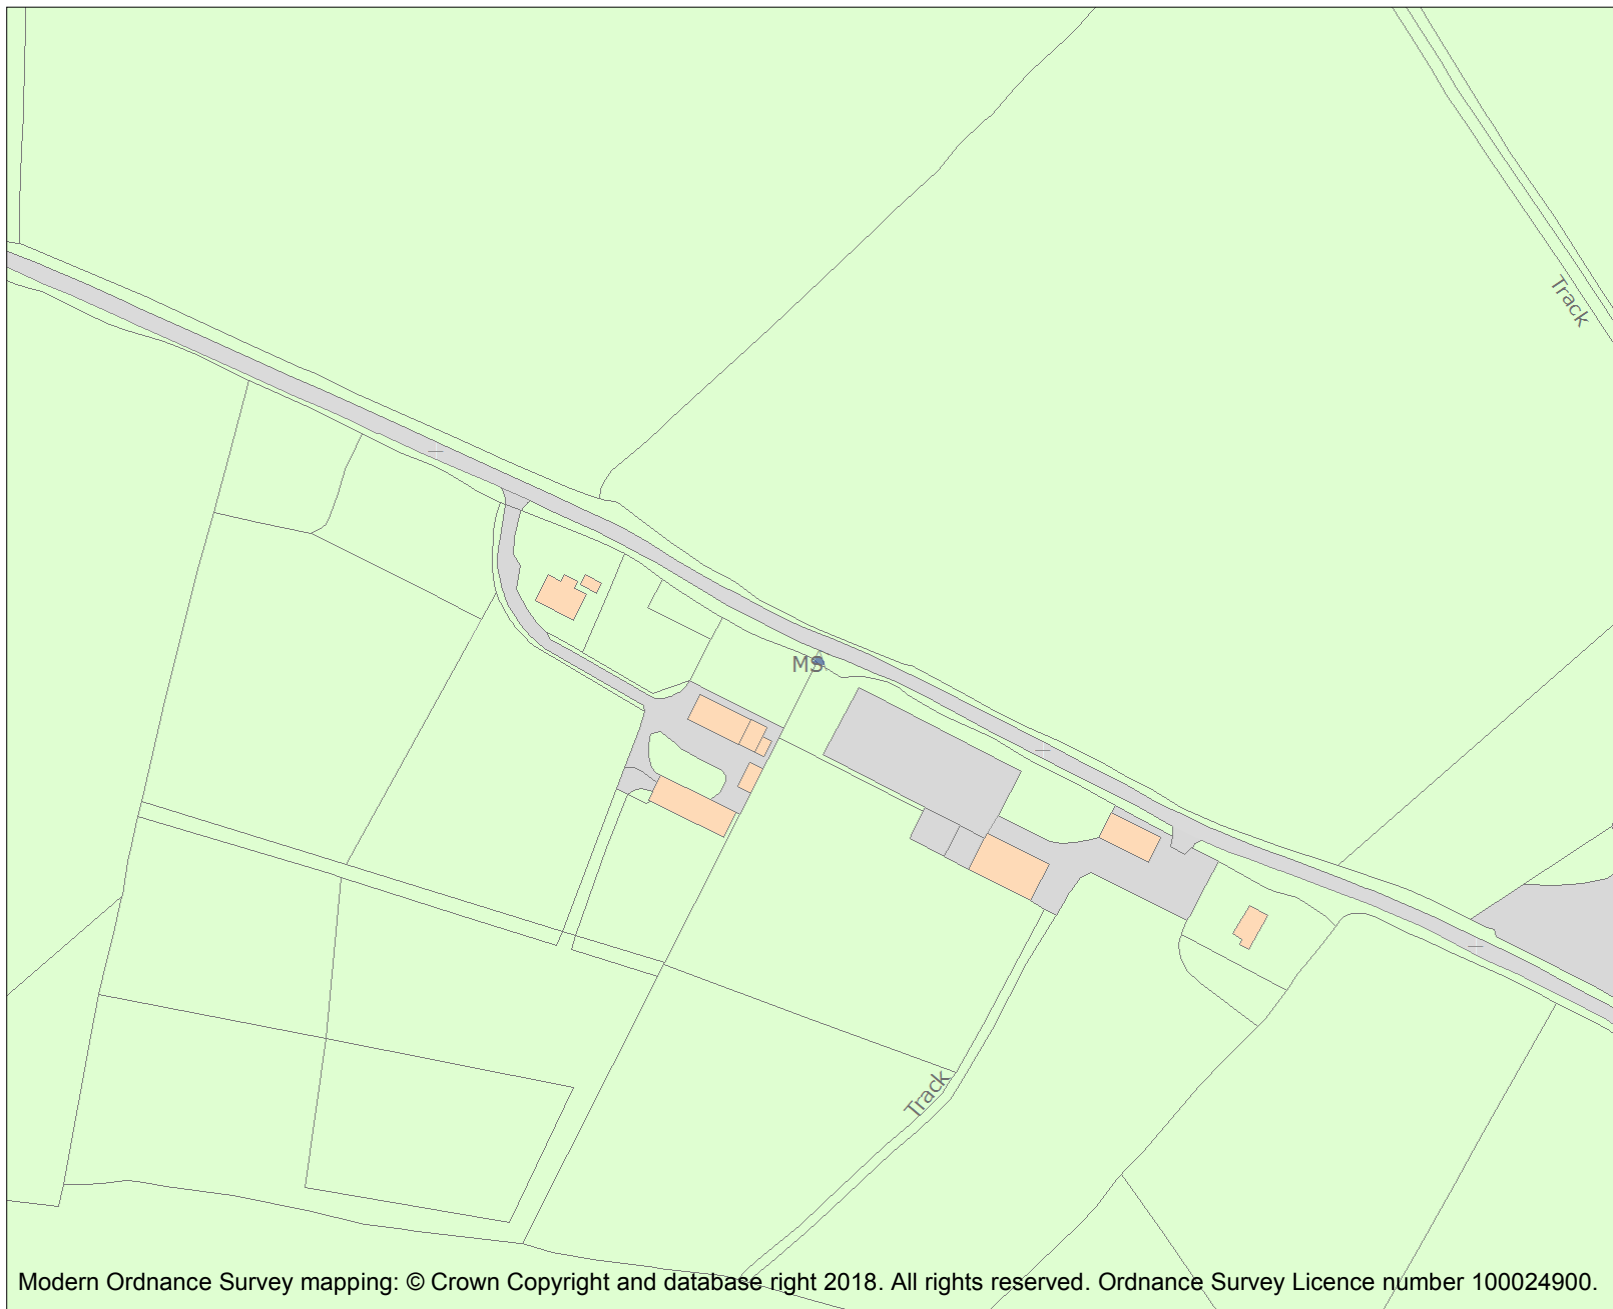 Track
MS
Track
Modern Ordnance Survey mapping: © Crown Copyright and database right 2018. All rights reserved. Ordnance Survey Licence number 100024900.